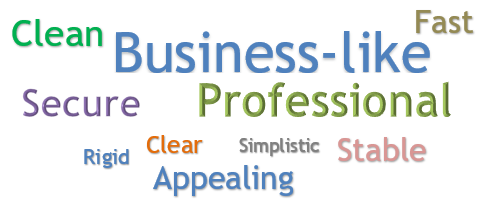 Fast
Clean
Business-like
Secure
Professional
Clear
Simplistic
Stable
Rigid
Appealing